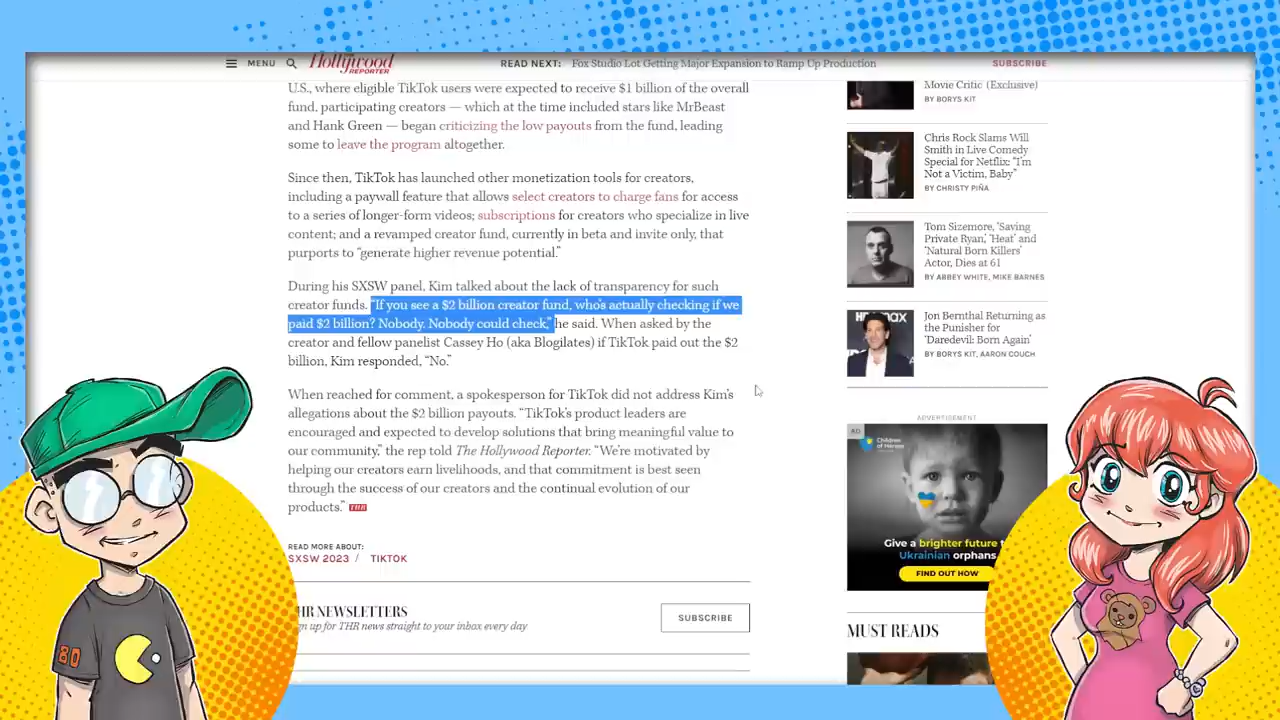 MENU
Hollywood
REPORTER
READ NEXT: Fox Studio Lot Getting Major Expansion to Ramp Up Production
SUBSCRIBE
U.S., where eligible TikTok users were expected to receive $1 billion of the overall
fund, participating creators — which at the time included stars like MrBeast
and Hank Green — began criticizing the low payouts from the fund, leading
some to leave the program altogether.
Since then, TikTok has launched other monetization tools for creators,
including a paywall feature that allows select creators to charge fans for access
to a series of longer-form videos; subscriptions for creators who specialize in live
content; and a revamped creator fund, currently in beta and invite only, that
purports to “generate higher revenue potential.”
During his SXSW panel, Kim talked about the lack of transparency for such
creator funds. “If you see a $2 billion creator fund, who’s actually checking if we
paid $2 billion? Nobody. Nobody could check,” he said. When asked by the
creator and fellow panelist Cassey Ho (aka Blogilates) if TikTok paid out the $2
billion, Kim responded, “No.”
When reached for comment, a spokesperson for TikTok did not address Kim’s
allegations about the $2 billion payouts. “TikTok’s product leaders are
encouraged and expected to develop solutions that bring meaningful value to
our community,” the rep told The Hollywood Reporter. “We’re motivated by
helping our creators earn livelihoods, and that commitment is best seen
through the success of our creators and the continual evolution of our
products.” THR
READ MORE ABOUT:
SXSW 2023 / TIKTOK
HR NEWSLETTERS
gn up for THR news straight to your inbox every day
SUBSCRIBE
Movie Critic (Exclusive)
BY BORYS KIT
Chris Rock Slams Will
Smith in Live Comedy
Special for Netflix: “I’m
Not a Victim, Baby”
BY CHRISTY PIÑA
Tom Sizemore, ‘Saving
Private Ryan,’ ‘Heat’ and
‘Natural Born Killers’
Actor, Dies at 61
BY ABBEY WHITE, MIKE BARNES
Jon Bernthal Returning as
the Punisher for
‘Daredevil: Born Again’
BY BORYS KIT, AARON COUCH
ADVERTISEMENT
AD
Children
of Heroes
Give a brighter future t
Ukrainian orphans
FIND OUT HOW
MUST READS
80